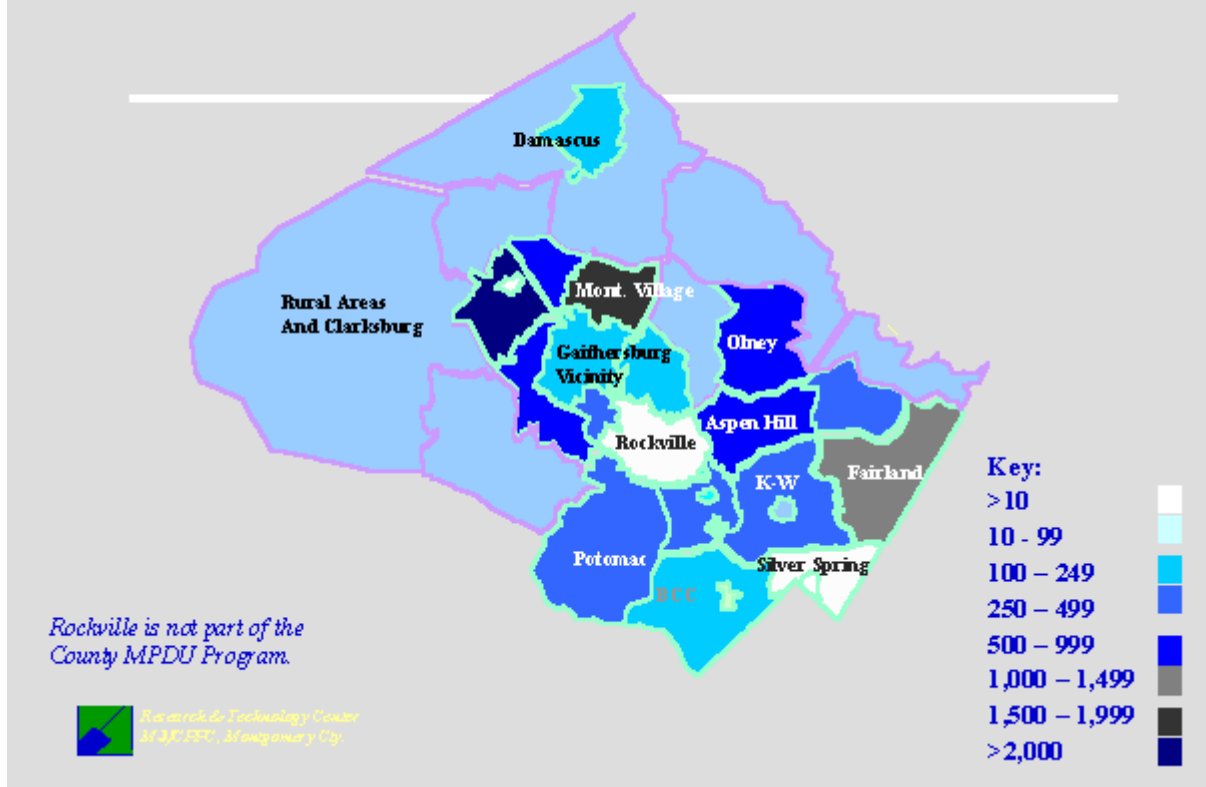 Damascus
Mont. Village
Rural Areas
And Clarksburg
Olney
Gaithersburg
Vicinity
Aspen Hill
Rockville
Fairland
K-W
Key:
>10
10 - 99
Silver Spring
Potomac
100 – 249
BCC
250 – 499
Rockville is not part of the
County MPDU Program.
500 – 999
1,000 – 1,499
1,500 – 1,999
>2,000
Research & Technology Center
Montgomery Cty.